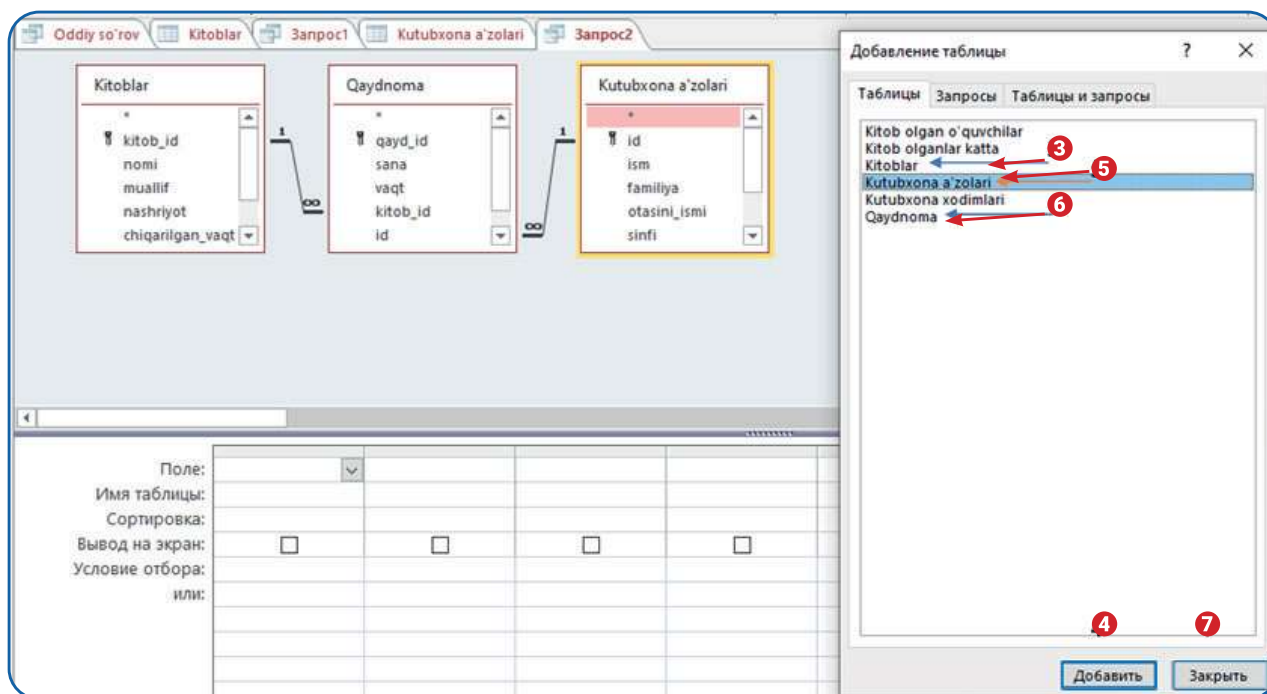 Oddiy so'rov Kitoblar Запрос1 Kutubxona a'zolari Запрос2
Kitoblar
*
kitob_id
nomi
muallif
nashriyot
chiqarilgan_vaqt
1
∞
Qaydnoma
*
qayd_id
sana
vaqt
kitob_id
id
1
∞
Kutubxona a'zolari
*
id
ism
familiya
otasini_ismi
sinfi
Поле:
Имя таблицы:
Сортировка:
Вывод на экран:
Условие отбора:
или:
Добавление таблицы ?
Таблицы Запросы Таблицы и запросы
Kitob olgan o'quvchilar
Kitob olganlar katta
Kitoblar 3
Kutubxona a'zolari 5
Kutubxona xodimlari
Qaydnoma 6
4 7
Добавить Закрыть